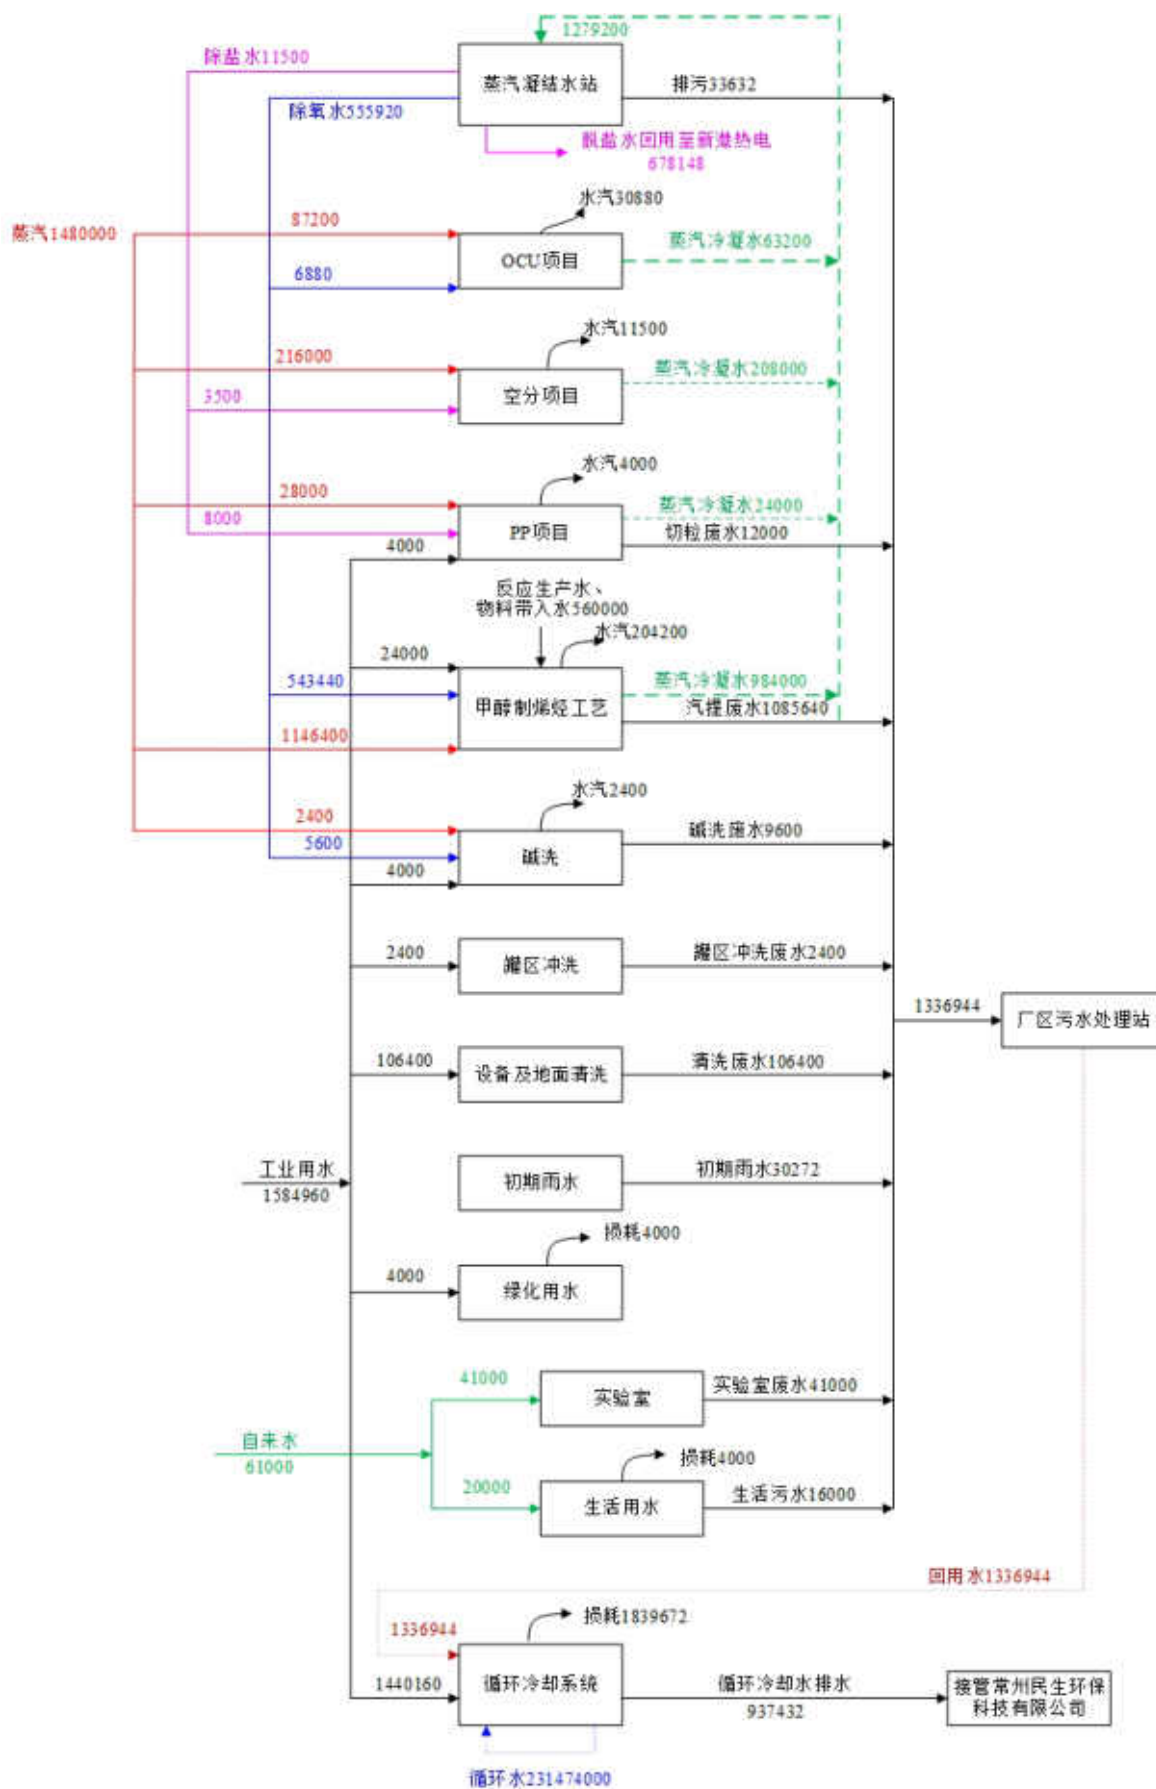 1279200
除盐水11500
蒸汽凝结水站
排污33632
除氧水555920
脱盐水回用至新港热电
678148
水汽30880
蒸汽1480000
87200
OCU项目
蒸汽冷凝水63200
6880
水汽11500
216000
蒸汽冷凝水208000
空分项目
3500
水汽4000
28000
蒸汽冷凝水24000
8000
PP项目
切粒废水12000
4000
反应生产水、
物料带入水560000
水汽204200
24000
543440
甲醇制烯烃工艺
蒸汽冷凝水984000
汽提废水1085640
1146400
水汽2400
2400
碱洗废水9600
5600
碱洗
4000
2400
罐区冲洗
罐区冲洗废水2400
1336944
厂区污水处理站
106400
设备及地面清洗
清洗废水106400
工业用水
1584960
初期雨水
初期雨水30272
损耗4000
4000
绿化用水
41000
实验室
实验室废水41000
自来水
61000
损耗4000
20000
生活用水
生活污水16000
回用水1336944
损耗1839672
1336944
1440160
循环冷却系统
循环冷却水排水
937432
接管常州民生环保
科技有限公司
循环水231474000